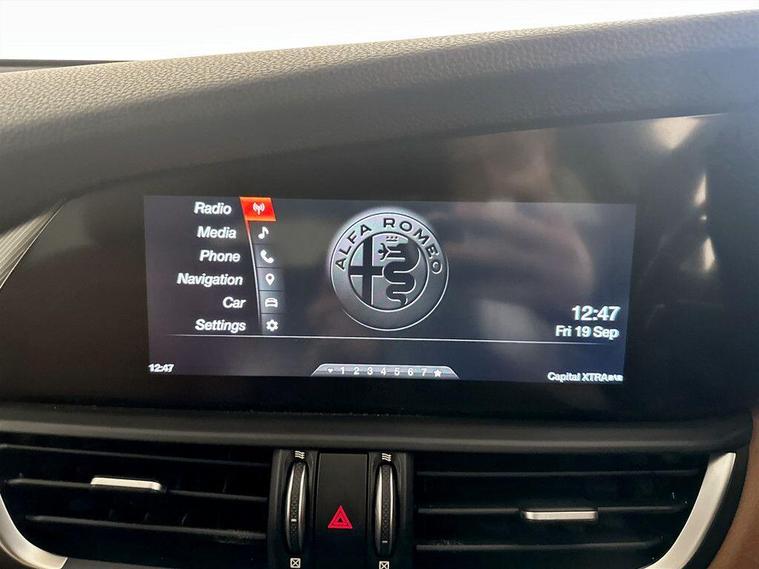 Radio
Media
Phone
Navigation
Car
Settings
ALFA ROMEO
12:47
Fri 19 Sep
12:47
1 2 3 4 5 6 7
Capital XTRA